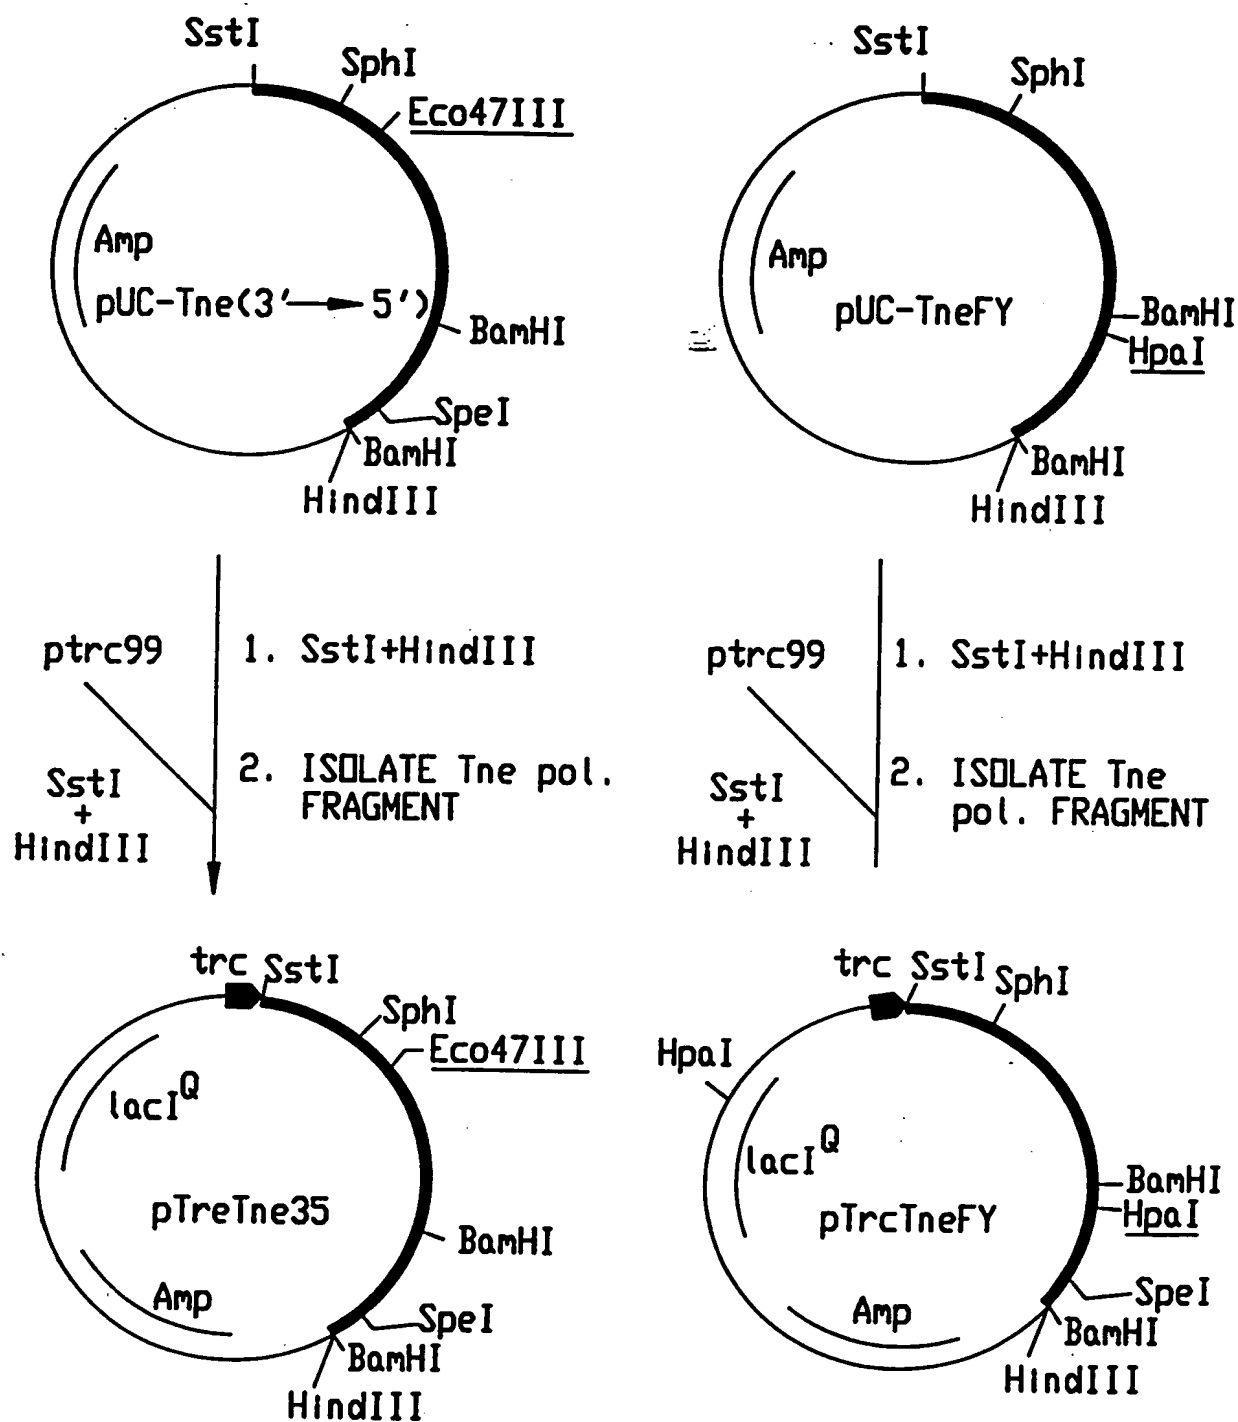 SstI
SphI
Eco47III
Amp
pUC-Tne(3'→5')
BamHI
SpeI
BamHI
HindIII
SstI
SphI
Amp
pUC-TneFY
BamHI
HpaI
BamHI
HindIII
ptrc99
1. SstI+HindIII
SstI
+
HindIII
2. ISOLATE Tne pol.
FRAGMENT
ptrc99
1. SstI+HindIII
SstI
+
HindIII
2. ISOLATE Tne
pol. FRAGMENT
trc SstI
SphI
Eco47III
lacI^Q
pTreTne35
BamHI
Amp
SpeI
BamHI
HindIII
trc SstI SphI
HpaI
lacI^Q
pTrcTneFY
BamHI
HpaI
Amp
SpeI
BamHI
HindIII